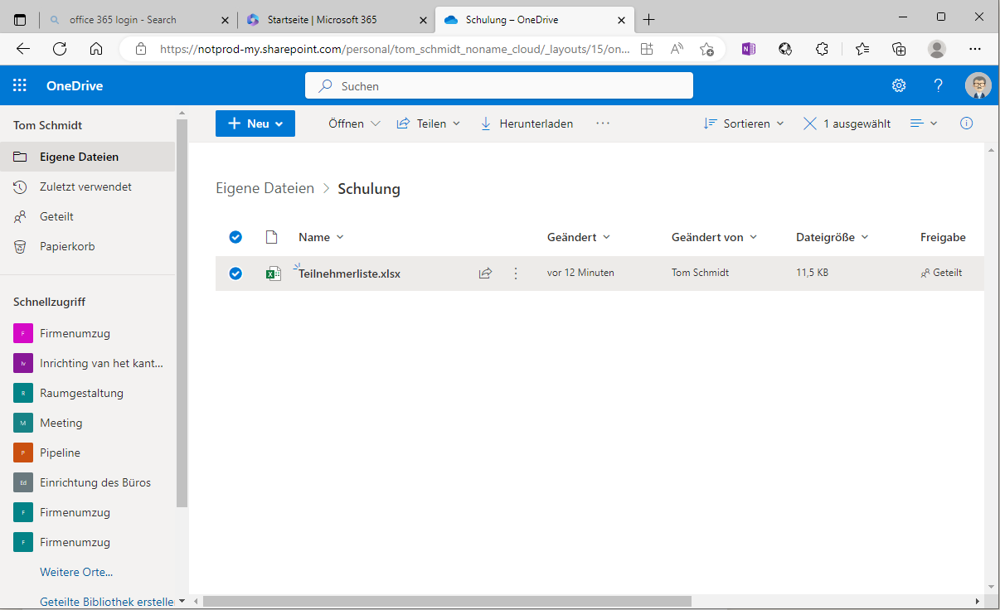 office 365 login - Search
Startseite | Microsoft 365
Schulung – OneDrive
https://notprod-my.sharepoint.com/personal/tom_schmidt_noname_cloud/_layouts/15/on...
OneDrive
Suchen
Tom Schmidt
Neu
Öffnen
Teilen
Herunterladen
Sortieren
1 ausgewählt
Eigene Dateien
Zuletzt verwendet
Geteilt
Papierkorb
Schnellzugriff
F Firmenumzug
Iv Inrichting van het kant...
R Raumgestaltung
M Meeting
P Pipeline
Ed Einrichtung des Büros
F Firmenumzug
F Firmenumzug
Weitere Orte...
Geteilte Bibliothek erstelle
Eigene Dateien > Schulung
Name Geändert Geändert von Dateigröße Freigabe
Teilnehmerliste.xlsx vor 12 Minuten Tom Schmidt 11,5 KB Geteilt